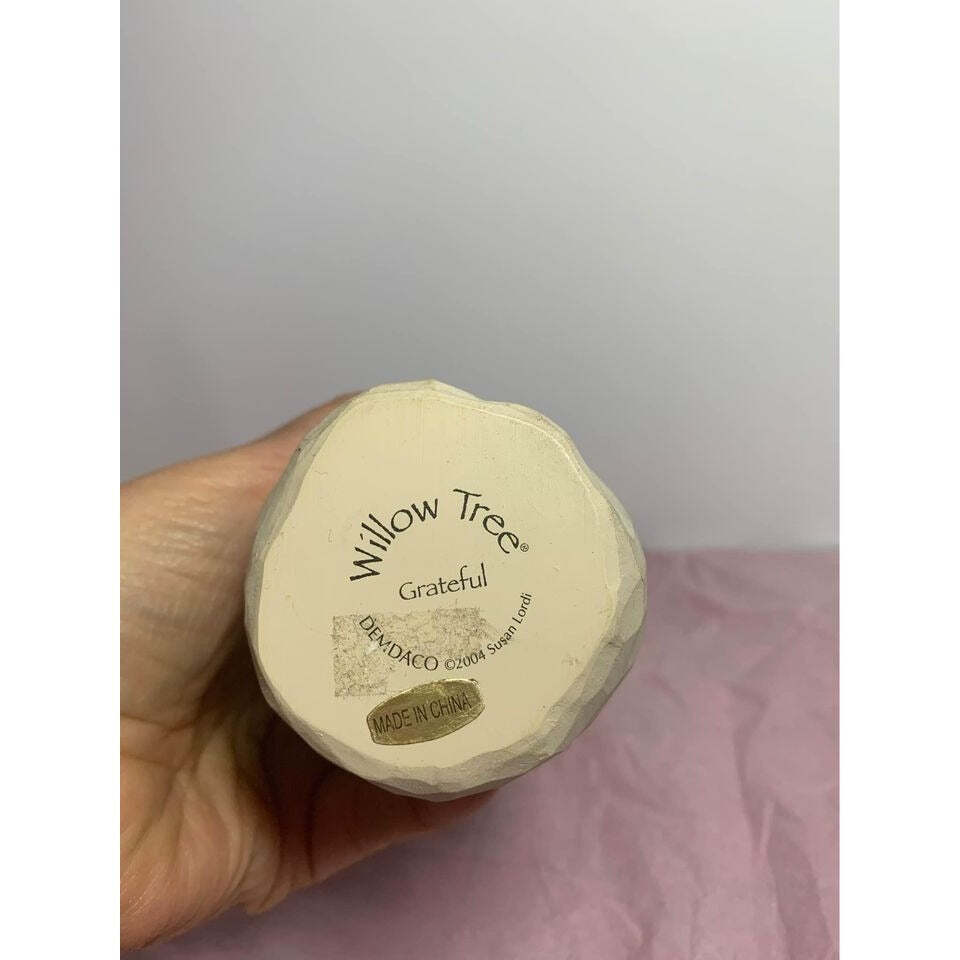 Willow Tree®
Grateful
DEMDACO ©2004 Susan Lordi
MADE IN CHINA